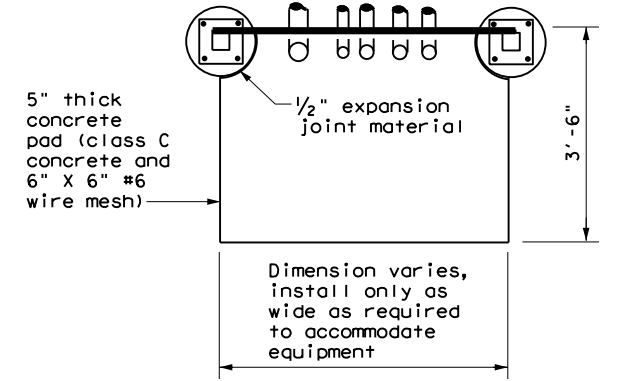 5" thick
concrete
pad (class C
concrete and
6" X 6" #6
wire mesh)
1/2" expansion
joint material
3'-6"
Dimension varies,
install only as
wide as required
to accommodate
equipment